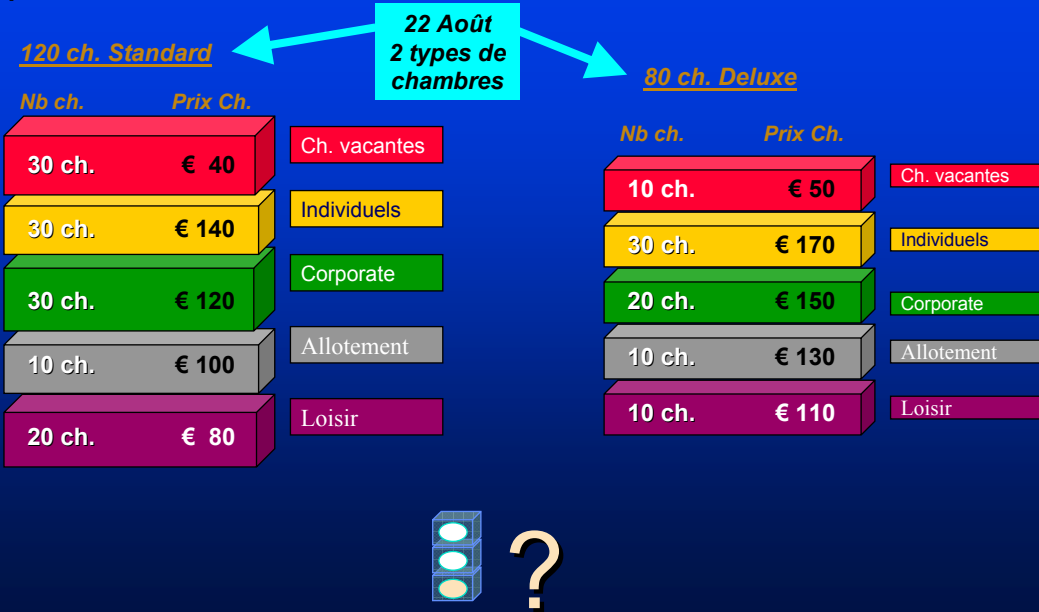 22 Août
2 types de
chambres
120 ch. Standard
Nb ch. Prix Ch.
30 ch. € 40 Ch. vacantes
30 ch. € 140 Individuels
30 ch. € 120 Corporate
10 ch. € 100 Allotement
20 ch. € 80 Loisir
80 ch. Deluxe
Nb ch. Prix Ch.
10 ch. € 50 Ch. vacantes
30 ch. € 170 Individuels
20 ch. € 150 Corporate
10 ch. € 130 Allotement
10 ch. € 110 Loisir
?